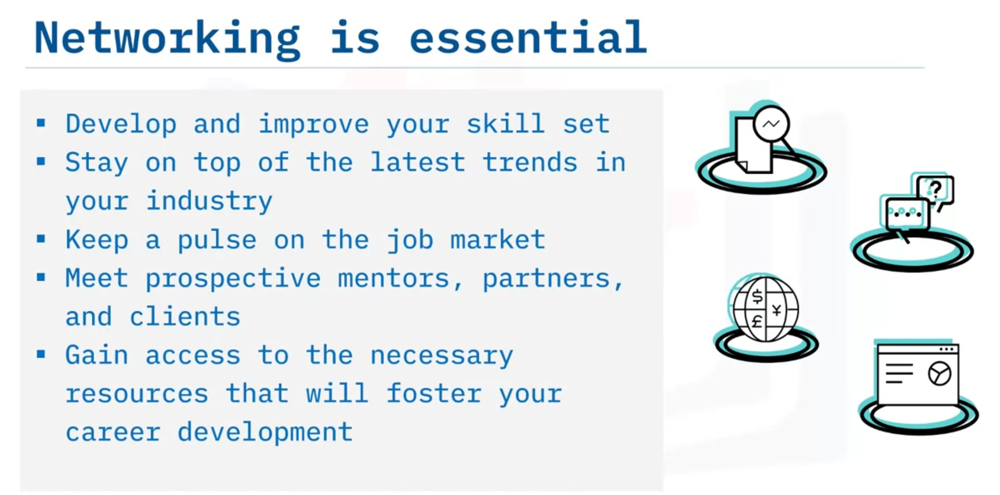 Networking is essential
▪ Develop and improve your skill set
▪ Stay on top of the latest trends in
your industry
▪ Keep a pulse on the job market
▪ Meet prospective mentors, partners,
and clients
▪ Gain access to the necessary
resources that will foster your
career development
?
$
¥
£